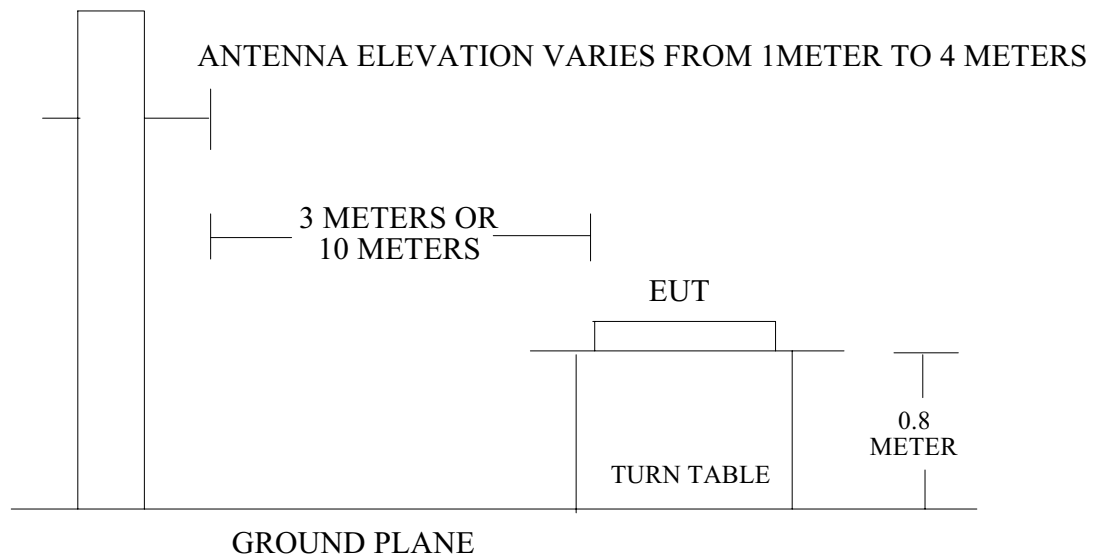 ANTENNA ELEVATION VARIES FROM 1METER TO 4 METERS
3 METERS OR
10 METERS
EUT
0.8
METER
TURN TABLE
GROUND PLANE